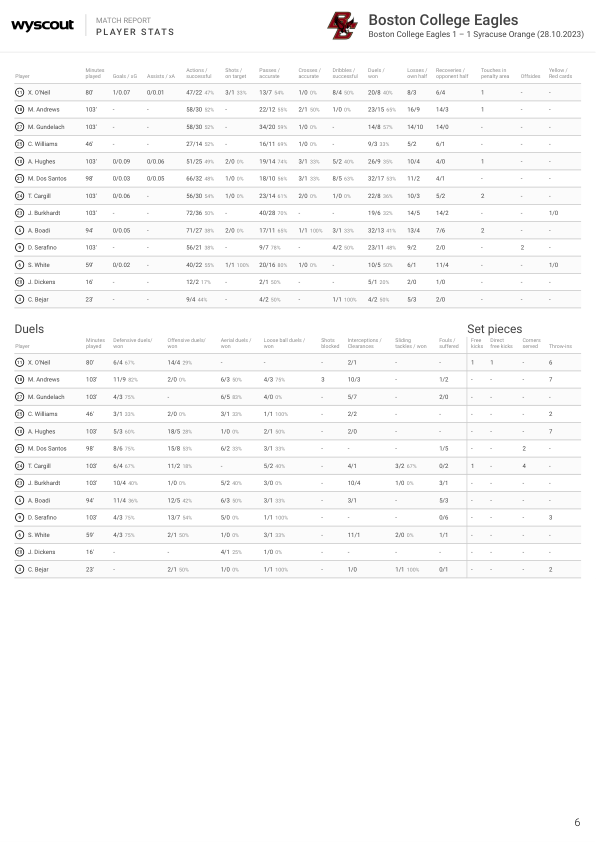 wyscout
MATCH REPORT
PLAYER STATS
Boston College Eagles
Boston College Eagles 1 – 1 Syracuse Orange (28.10.2023)
Player Minutes played Goals / xG Assists / xA Actions / successful Shots / on target Passes / accurate Crosses / accurate Dribbles / successful Duels / won Losses / own half Recoveries / opponent half Touches in penalty area Offsides Yellow / Red cards
11 X. O'Neil 80' 1/0.07 0/0.01 47/22 47% 3/1 33% 13/7 54% 1/0 0% 8/4 50% 20/8 40% 8/3 6/4 1 - -
18 M. Andrews 103' - - 58/30 52% - 22/12 55% 2/1 50% 1/0 0% 23/15 65% 16/9 14/3 1 - -
27 M. Gundelach 103' - - 58/30 52% - 34/20 59% 1/0 0% - 14/8 57% 14/10 14/0 - - -
25 C. Williams 46' - - 27/14 52% - 16/11 69% 1/0 0% - 9/3 33% 5/2 6/1 - - -
A. Hughes 103' 0/0.09 0/0.06 51/25 49% 2/0 0% 19/14 74% 3/1 33% 5/2 40% 26/9 35% 10/4 4/0 1 - -
M. Dos Santos 98' 0/0.03 0/0.05 66/32 48% 1/0 0% 18/10 56% 3/1 33% 8/5 63% 32/17 53% 11/2 4/1 - - -
24 T. Cargill 103' 0/0.06 - 56/30 54% 1/0 0% 23/14 61% 2/0 0% 1/0 0% 22/8 36% 10/3 5/2 2 - -
23 J. Burkhardt 103' - - 72/36 50% - 40/28 70% - - 19/6 32% 14/5 14/2 - - 1/0
A. Boadi 94' 0/0.05 - 71/27 38% 2/0 0% 17/11 65% 1/1 100% 3/1 33% 32/13 41% 13/4 7/6 2 - -
D. Serafino 103' - - 56/21 38% - 9/7 78% - 4/2 50% 23/11 48% 9/2 2/0 - 2 -
S. White 59' 0/0.02 - 40/22 55% 1/1 100% 20/16 80% 1/0 0% - 10/5 50% 6/1 11/4 - - 1/0
J. Dickens 16' - - 12/2 17% - 2/1 50% - - 5/1 20% 2/0 1/0 - - -
C. Bejar 23' - - 9/4 44% - 4/2 50% - 1/1 100% 4/2 50% 5/3 2/0 - - -
Duels Set pieces
Player Minutes played Defensive duels/ won Offensive duels/ won Aerial duels/ won Loose ball duels/ won Shots blocked Interceptions / Clearances Sliding tackles / won Fouls / suffered Free kicks Direct free kicks Corners served Throw-ins
11 X. O'Neil 80' 6/4 67% 14/4 29% - - - 2/1 - - 1 1 - 6
18 M. Andrews 103' 11/9 82% 2/0 0% 6/3 50% 4/3 75% 3 10/3 - 1/2 - - - 7
27 M. Gundelach 103' 4/3 75% - 6/5 83% 4/0 0% - 5/7 - 2/0 - - - -
25 C. Williams 46' 3/1 33% 2/0 0% 3/1 33% 1/1 100% - 2/2 - - - - - 2
A. Hughes 103' 5/3 60% 18/5 28% 1/0 0% 2/1 50% - 2/0 - - - - - 7
M. Dos Santos 98' 8/6 75% 15/8 53% 6/2 33% 3/1 33% - - - 1/5 - - 2 -
24 T. Cargill 103' 6/4 67% 11/2 18% - 5/2 40% - 4/1 3/2 67% 0/2 1 - 4 -
23 J. Burkhardt 103' 10/4 40% 1/0 0% 5/2 40% 3/0 0% - 10/4 1/0 0% 3/1 - - - -
A. Boadi 94' 11/4 36% 12/5 42% 6/3 50% 3/1 33% - 3/1 - 5/3 - - - -
D. Serafino 103' 4/3 75% 13/7 54% 5/0 0% 1/1 100% - - - 0/6 - - - 3
S. White 59' 4/3 75% 2/1 50% 1/0 0% 3/1 33% - 11/1 2/0 0% 1/1 - - - -
J. Dickens 16' - - 4/1 25% 1/0 0% - - - - - - - -
C. Bejar 23' - 2/1 50% 1/0 0% 1/1 100% - 1/0 1/1 100% 0/1 - - - 2
6